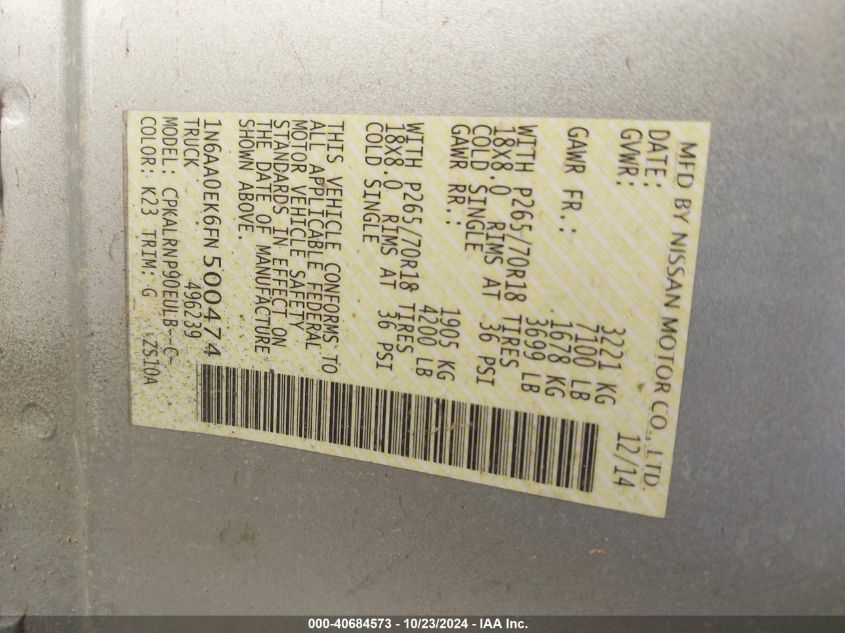 MFD BY NISSAN MOTOR CO., LTD.
DATE: 12/14
GVWR: 3221 KG
7100 LB
GAWR FR.: 1678 KG
3699 LB
WITH P265/70R18 TIRES
18X8.0 RIMS AT 36 PSI
COLD SINGLE
GAWR RR.: 1905 KG
4200 LB
WITH P265/70R18 TIRES
18X8.0 RIMS AT 36 PSI
COLD SINGLE
THIS VEHICLE CONFORMS TO
ALL APPLICABLE FEDERAL
MOTOR VEHICLE SAFETY
STANDARDS IN EFFECT ON
THE DATE OF MANUFACTURE
SHOWN ABOVE.
1N6AA0EK6FN500474
TRUCK 496239
MODEL: CPKALRNP90EULB--C-
COLOR: K23 TRIM: G ZS10A
000-40684573 - 10/23/2024 - IAA Inc.